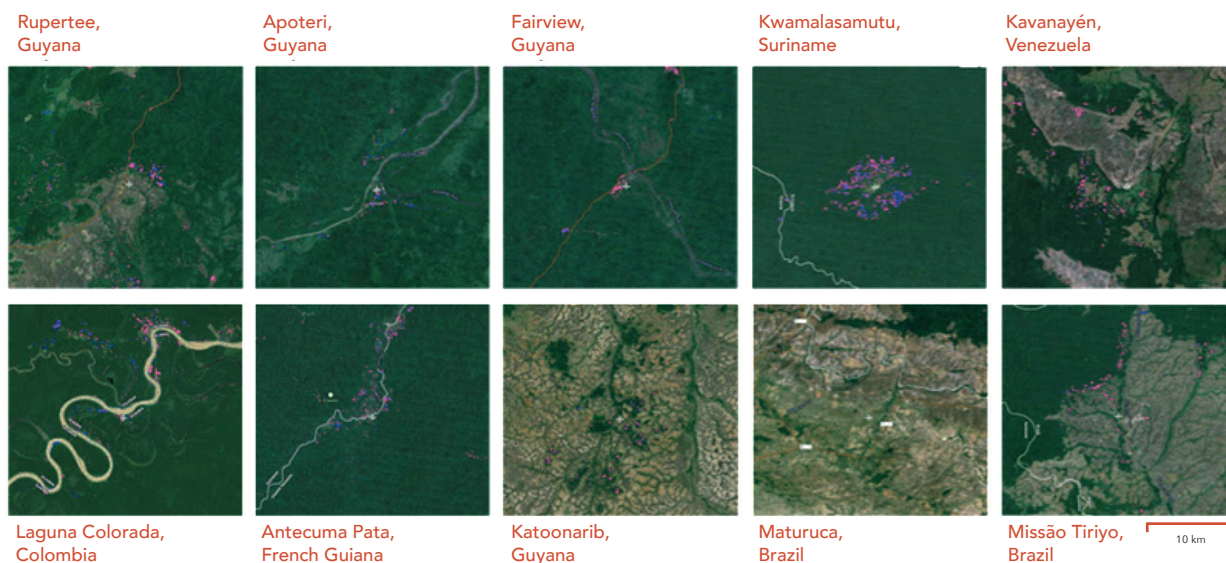 Rupertee,
Guyana
Apoteri,
Guyana
Fairview,
Guyana
Kwamalasamutu,
Suriname
Kavanayén,
Venezuela
Laguna Colorada,
Colombia
Antecuma Pata,
French Guiana
Katoonarib,
Guyana
Maturuca,
Brazil
Missão Tiriyo,
Brazil
10 km